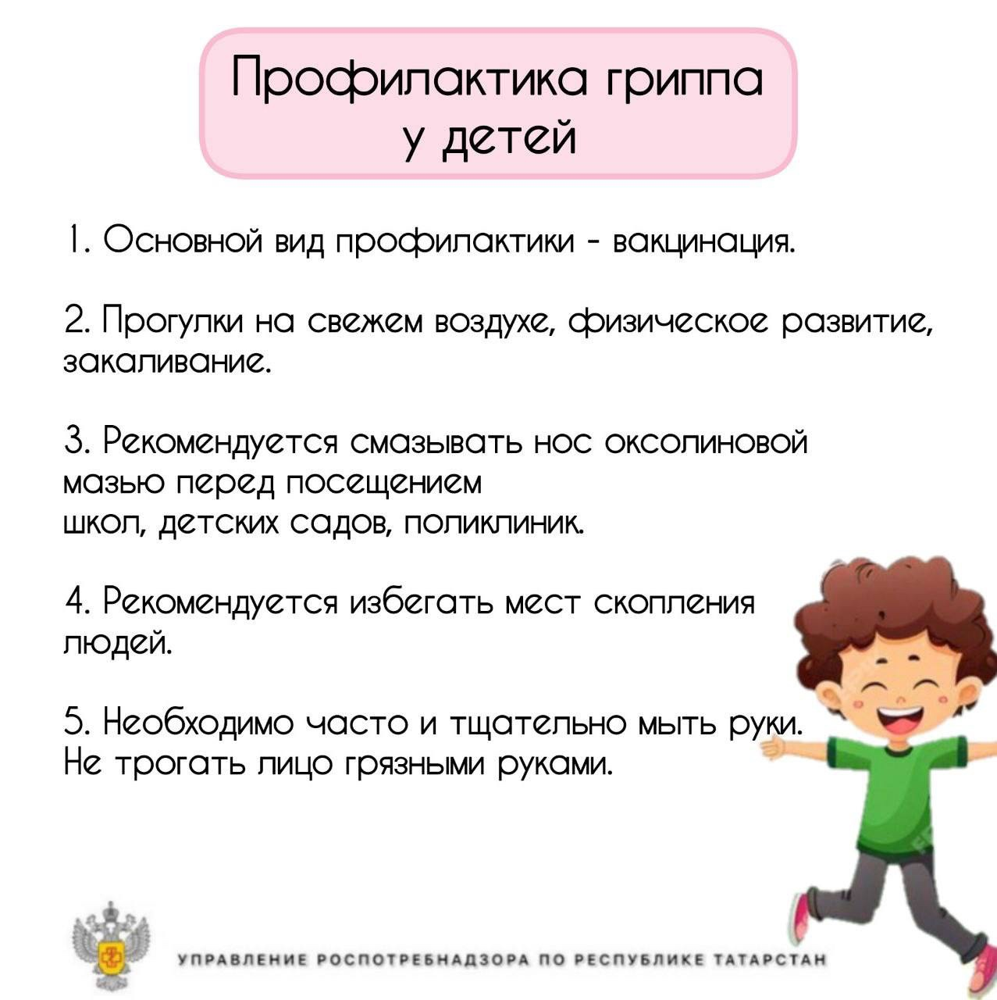 Профилактика гриппа
у детей
1. Основной вид профилактики - вакцинация.
2. Прогулки на свежем воздухе, физическое развитие,
закаливание.
3. Рекомендуется смазывать нос оксолиновой
мазью перед посещением
школ, детских садов, поликлиник.
4. Рекомендуется избегать мест скопления
людей.
5. Необходимо часто и тщательно мыть руки.
Не трогать лицо грязными руками.
УПРАВЛЕНИЕ РОСПОТРЕБНАДЗОРА ПО РЕСПУБЛИКЕ ТАТАРСТАН